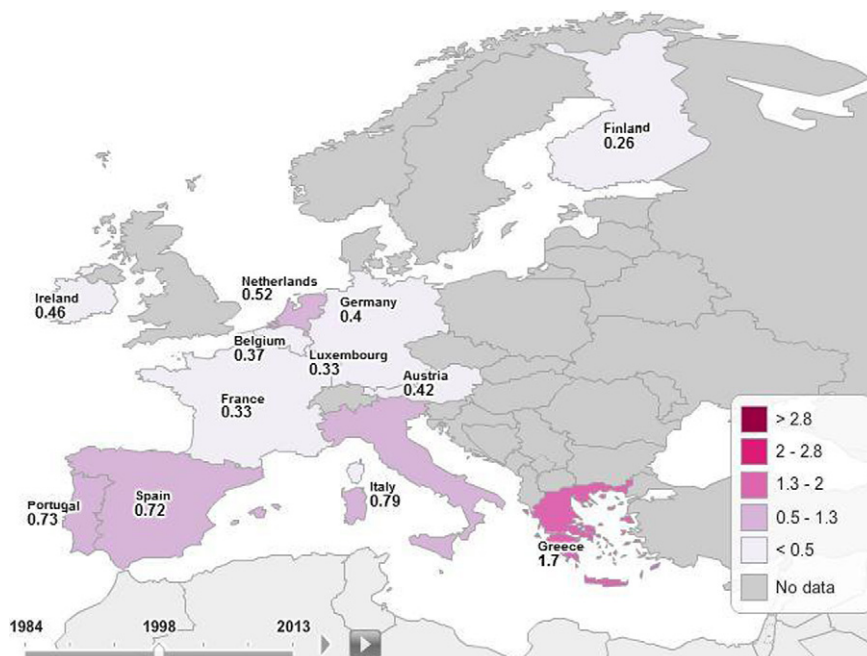 Finland
0.26
Netherlands
0.52
Ireland
0.46
Germany
0.4
Belgium
0.37
Luxembourg
0.33
Austria
0.42
France
0.33
Portugal
0.73
Spain
0.72
Italy
0.79
Greece
1.7
> 2.8
2 - 2.8
1.3 - 2
0.5 - 1.3
< 0.5
No data
1984
1998
2013